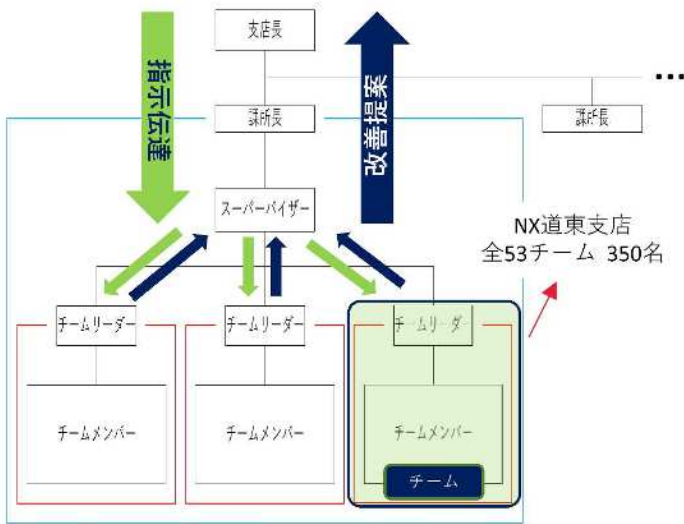 支店長
•••
指示伝達
改善提案
課所長
課所長
スーパーバイザー
NX道東支店
全53チーム 350名
チームリーダー
チームリーダー
チームリーダー
チームメンバー
チームメンバー
チームメンバー
チーム